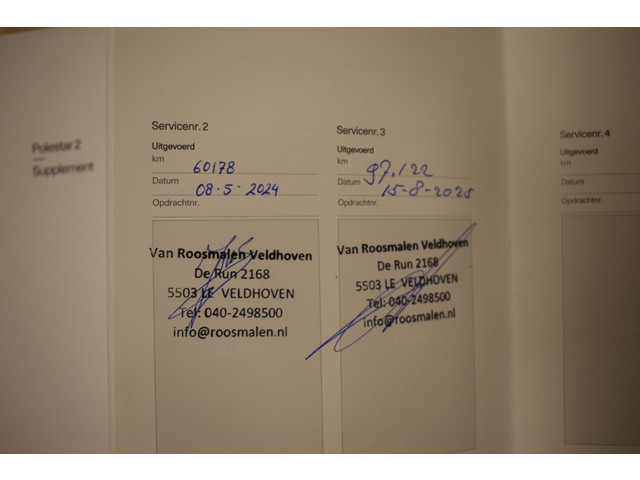 Polestar 2
Supplement
Servicenr. 2
Uitgevoerd
km 60178
Datum 08-5-2024
Opdrachtnr.
Van Roosmalen Veldhoven
De Run 2168
5503 LE VELDHOVEN
Tel: 040-2498500
info@roosmalen.nl
Servicenr. 3
Uitgevoerd
km 97.122
Datum 15-8-2025
Opdrachtnr.
Van Roosmalen Veldhoven
De Run 2168
5503 LE VELDHOVEN
Tel: 040-2498500
info@roosmalen.nl
Servicenr. 4
Uitgevoerd
km
Datum
Opdrachtnr.